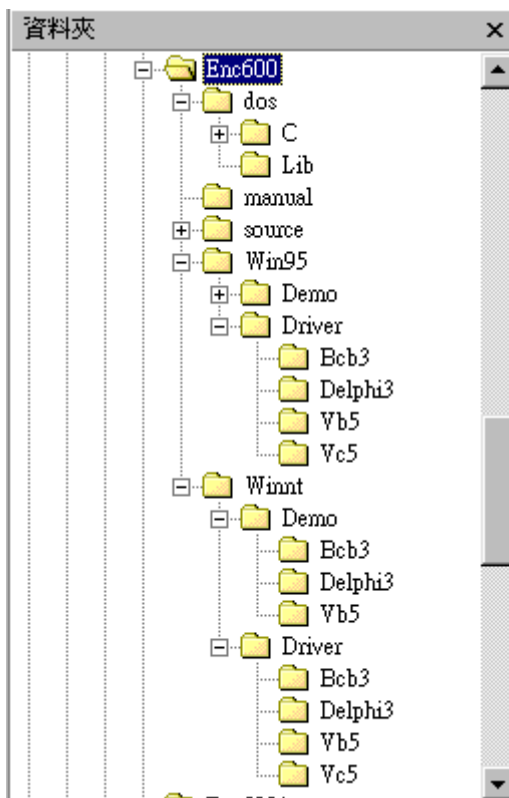 資料夾
Enc600
dos
C
Lib
manual
source
Win95
Demo
Driver
Bcb3
Delphi3
Vb5
Vc5
Winnt
Demo
Bcb3
Delphi3
Vb5
Driver
Bcb3
Delphi3
Vb5
Vc5